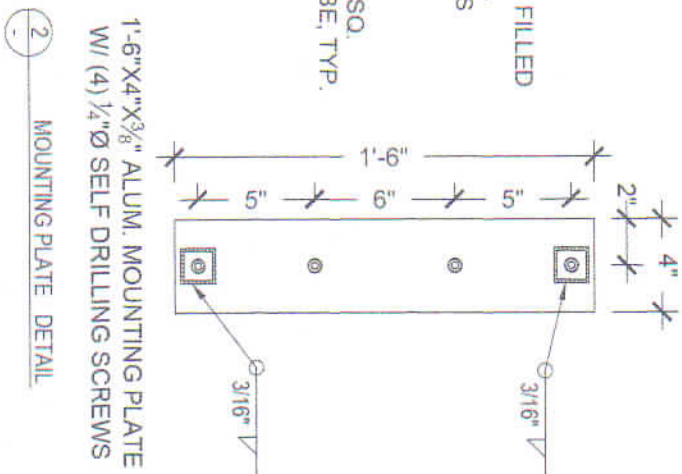 FILLED
S
SQ.
BE, TYP.
4"
2"
1'-6"
5"
6"
5"
3/16"
3/16"
1'-6"X4"X3/8" ALUM. MOUNTING PLATE
W/ (4) 1/4"Ø SELF DRILLING SCREWS
2
-
MOUNTING PLATE DETAIL